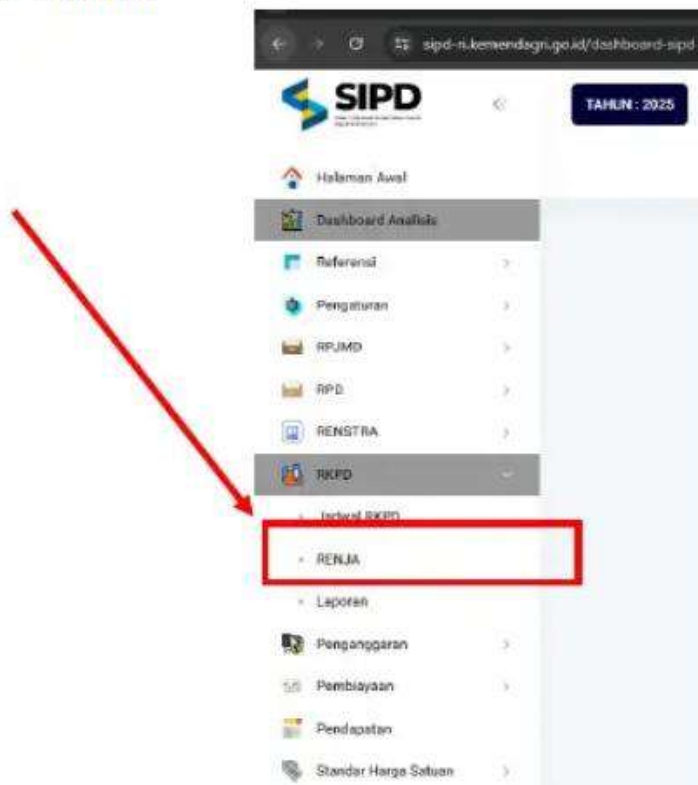 sipd-ri.kemendagri.go.id/dashboard-sipd
SIPD
TAHUN : 2025
Halaman Awal
Dashboard Analisis
Referensi
Pengaturan
RPJMD
RPD
RENSTRA
RKPD
Jadwal RKPD
RENJA
Laporan
Penganggaran
Pembiayaan
Pendapatan
Standar Harga Satuan